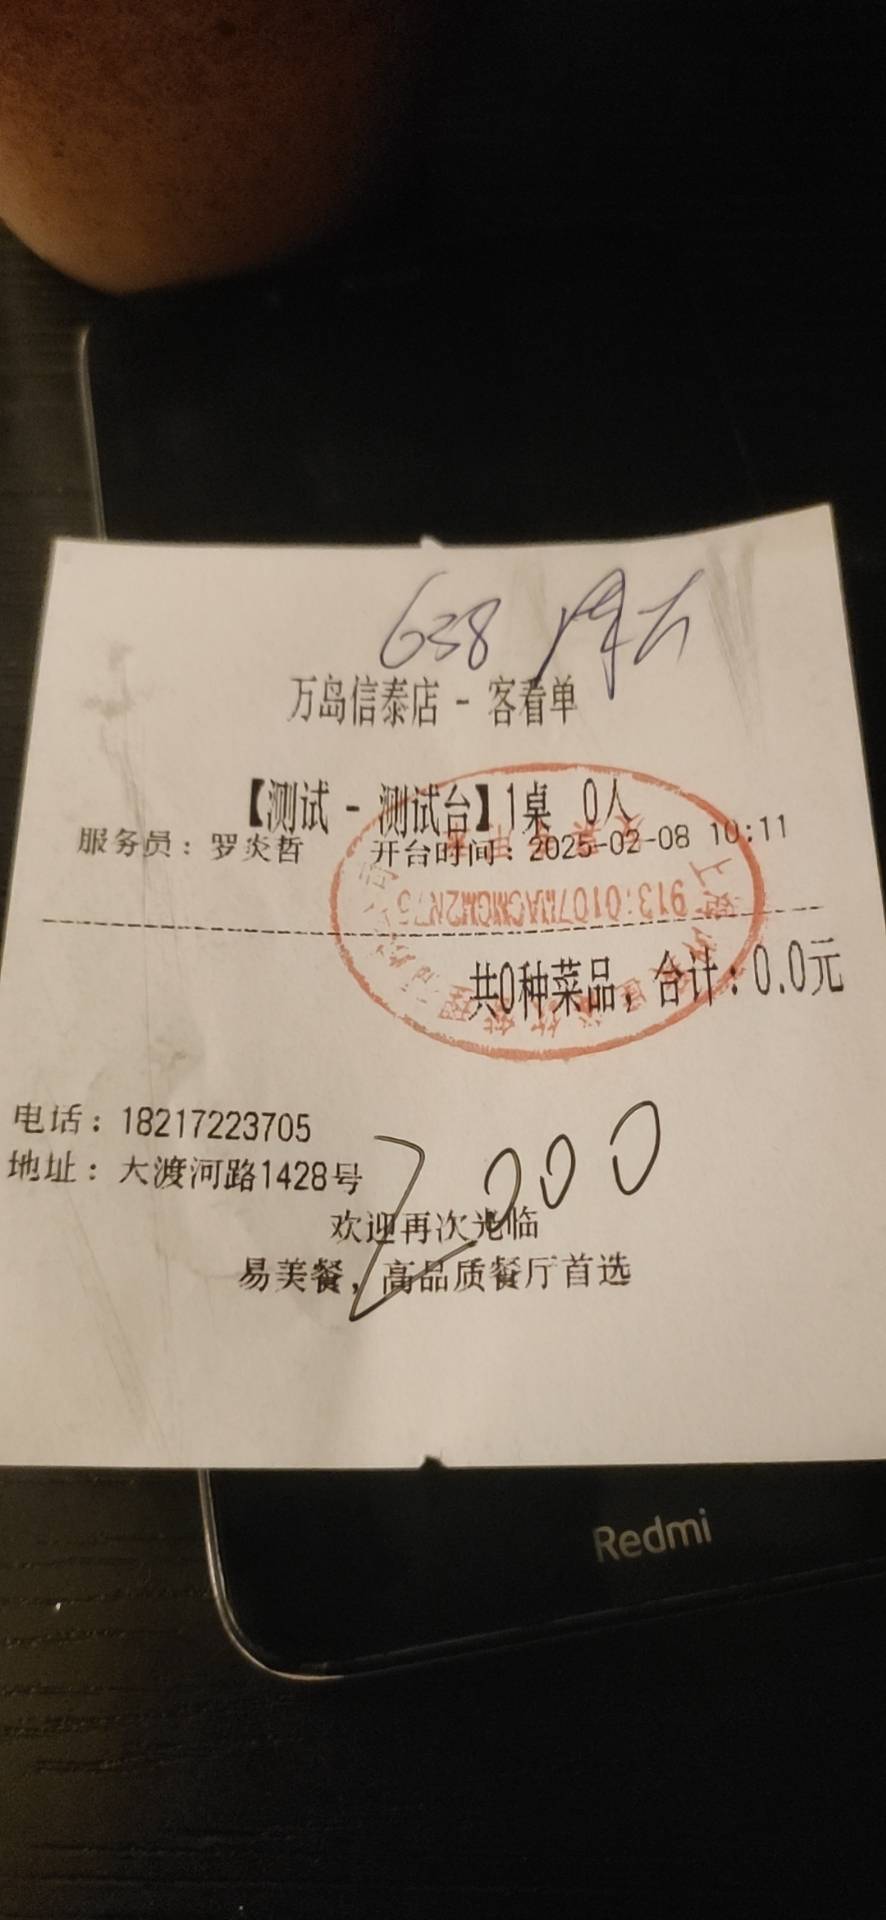 638
万岛信泰店 - 客看单
【测试 - 测试台】1桌 0人
服务员：罗炎哲 开台时间：2025-02-08 10:11
共0种菜品，合计：0.0元
电话：18217223705
地址：大渡河路1428号
2000
欢迎再次光临
易美餐，高品质餐厅首选
Redmi